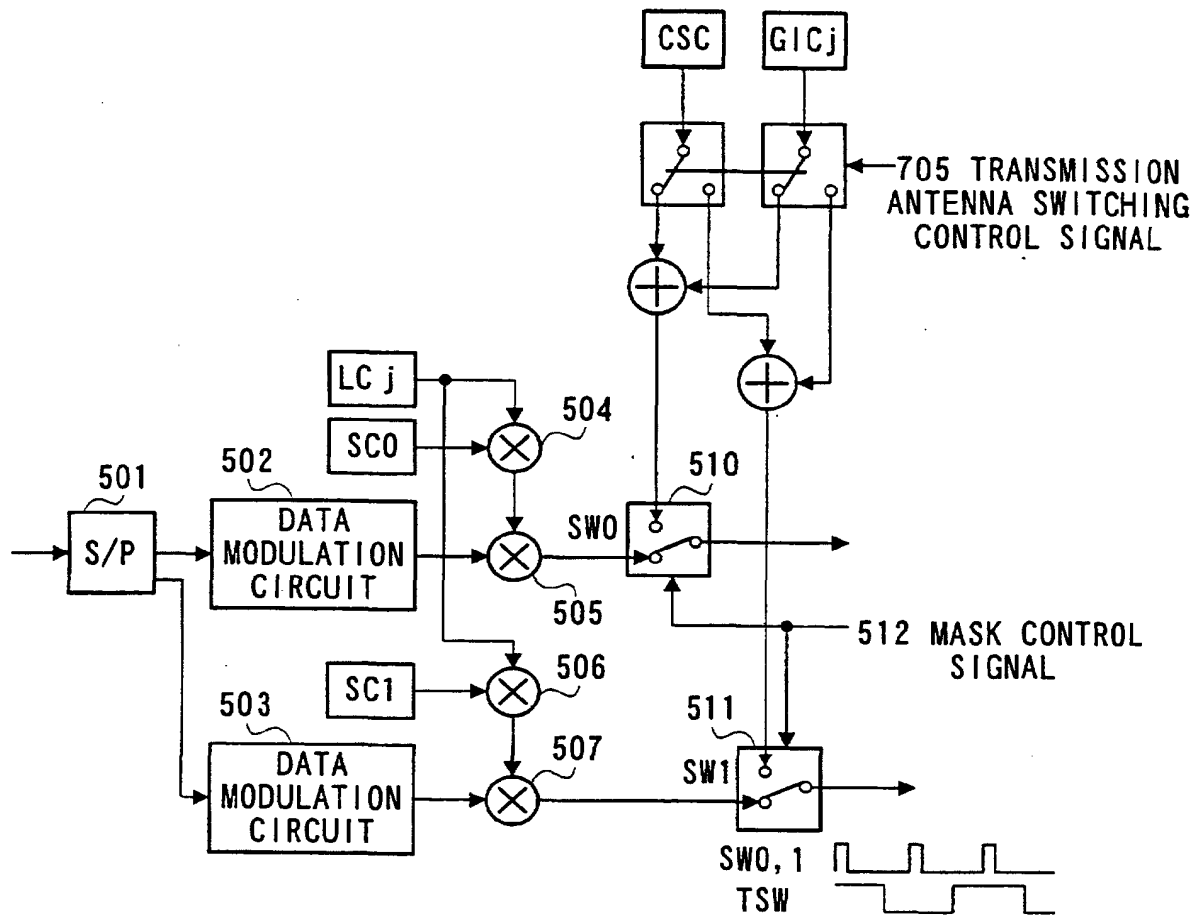 CSC
GICj
705 TRANSMISSION
ANTENNA SWITCHING
CONTROL SIGNAL
LCj
504
SC0
510
501
502
S/P
DATA
MODULATION
CIRCUIT
SW0
505
512 MASK CONTROL
SIGNAL
SC1
506
503
511
DATA
MODULATION
CIRCUIT
507
SW1
SW0,1
TSW